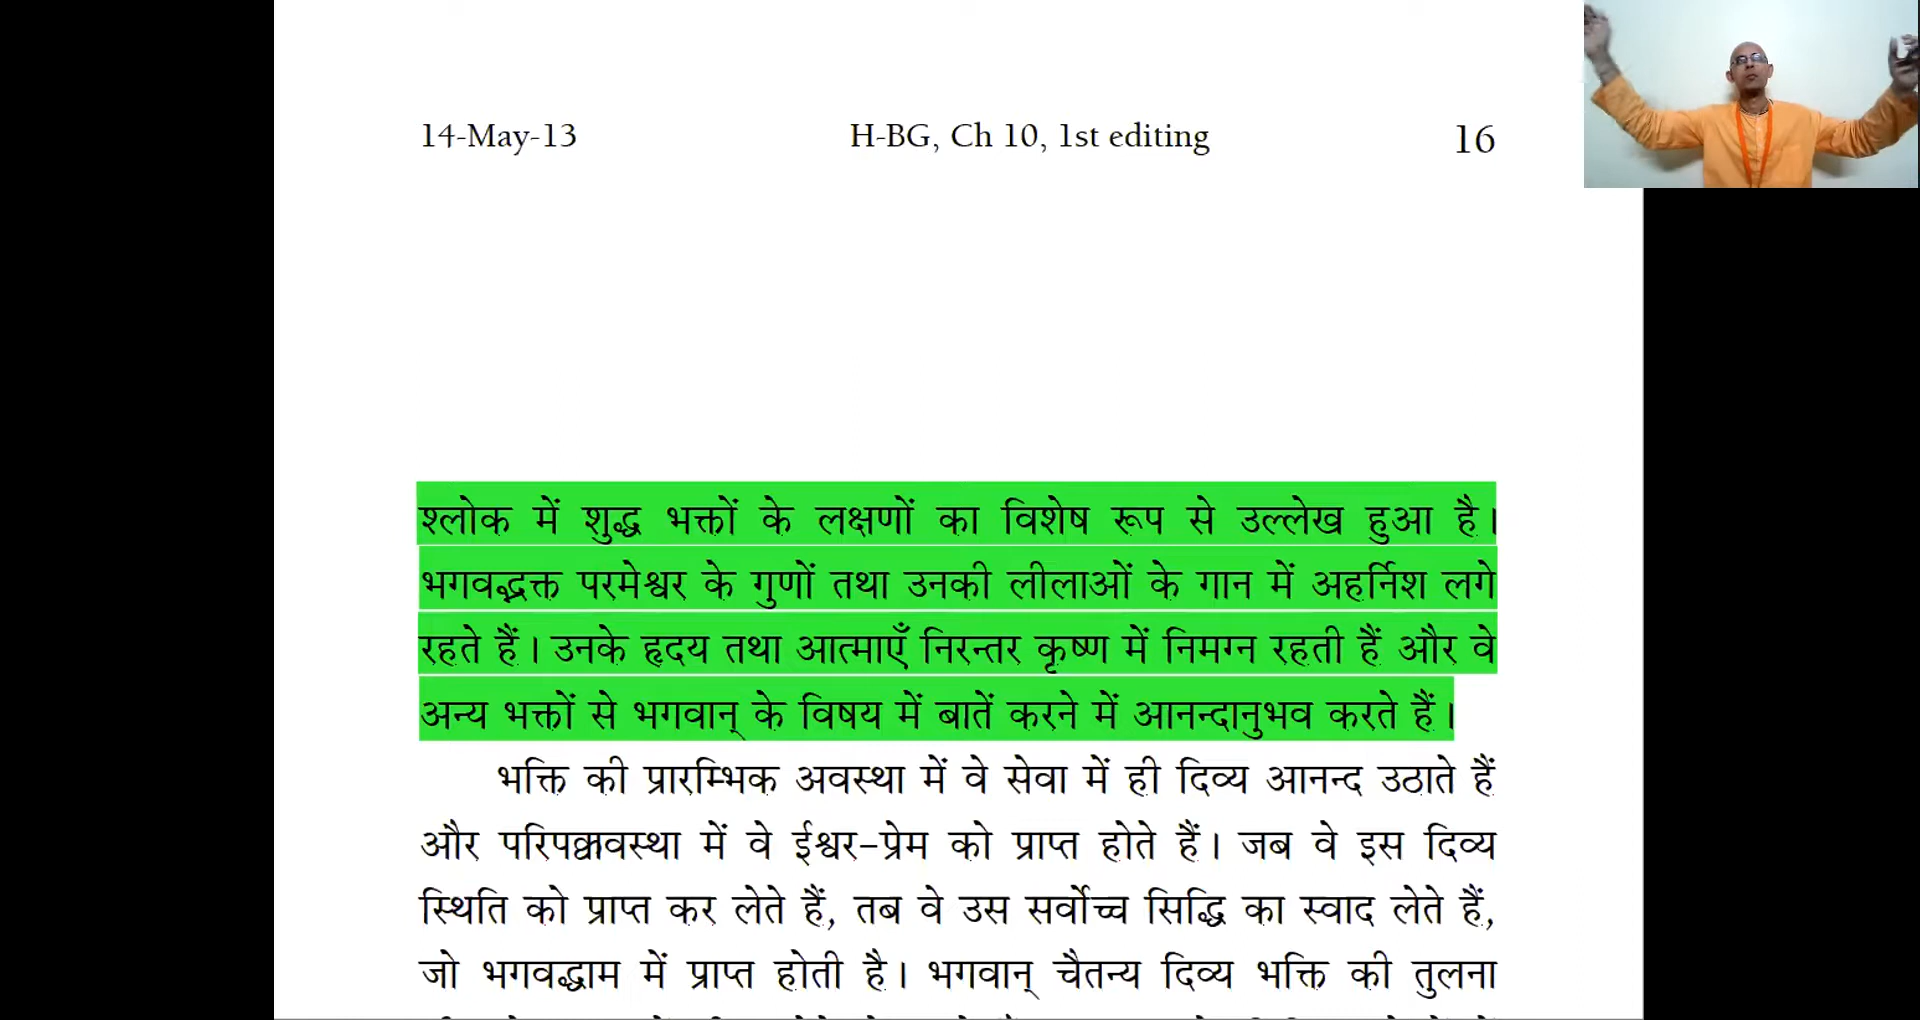 14-May-13 H-BG, Ch 10, 1st editing 16
श्लोक में शुद्ध भक्तों के लक्षणों का विशेष रूप से उल्लेख हुआ है।
भगवद्भक्त परमेश्वर के गुणों तथा उनकी लीलाओं के गान में अहर्निश लगे
रहते हैं। उनके हृदय तथा आत्माएँ निरन्तर कृष्ण में निमग्न रहती हैं और वे
अन्य भक्तों से भगवान् के विषय में बातें करने में आनन्दानुभव करते हैं।
भक्ति की प्रारम्भिक अवस्था में वे सेवा में ही दिव्य आनन्द उठाते हैं
और परिपक्वावस्था में वे ईश्वर-प्रेम को प्राप्त होते हैं। जब वे इस दिव्य
स्थिति को प्राप्त कर लेते हैं, तब वे उस सर्वोच्च सिद्धि का स्वाद लेते हैं,
जो भगवद्धाम में प्राप्त होती है। भगवान् चैतन्य दिव्य भक्ति की तुलना